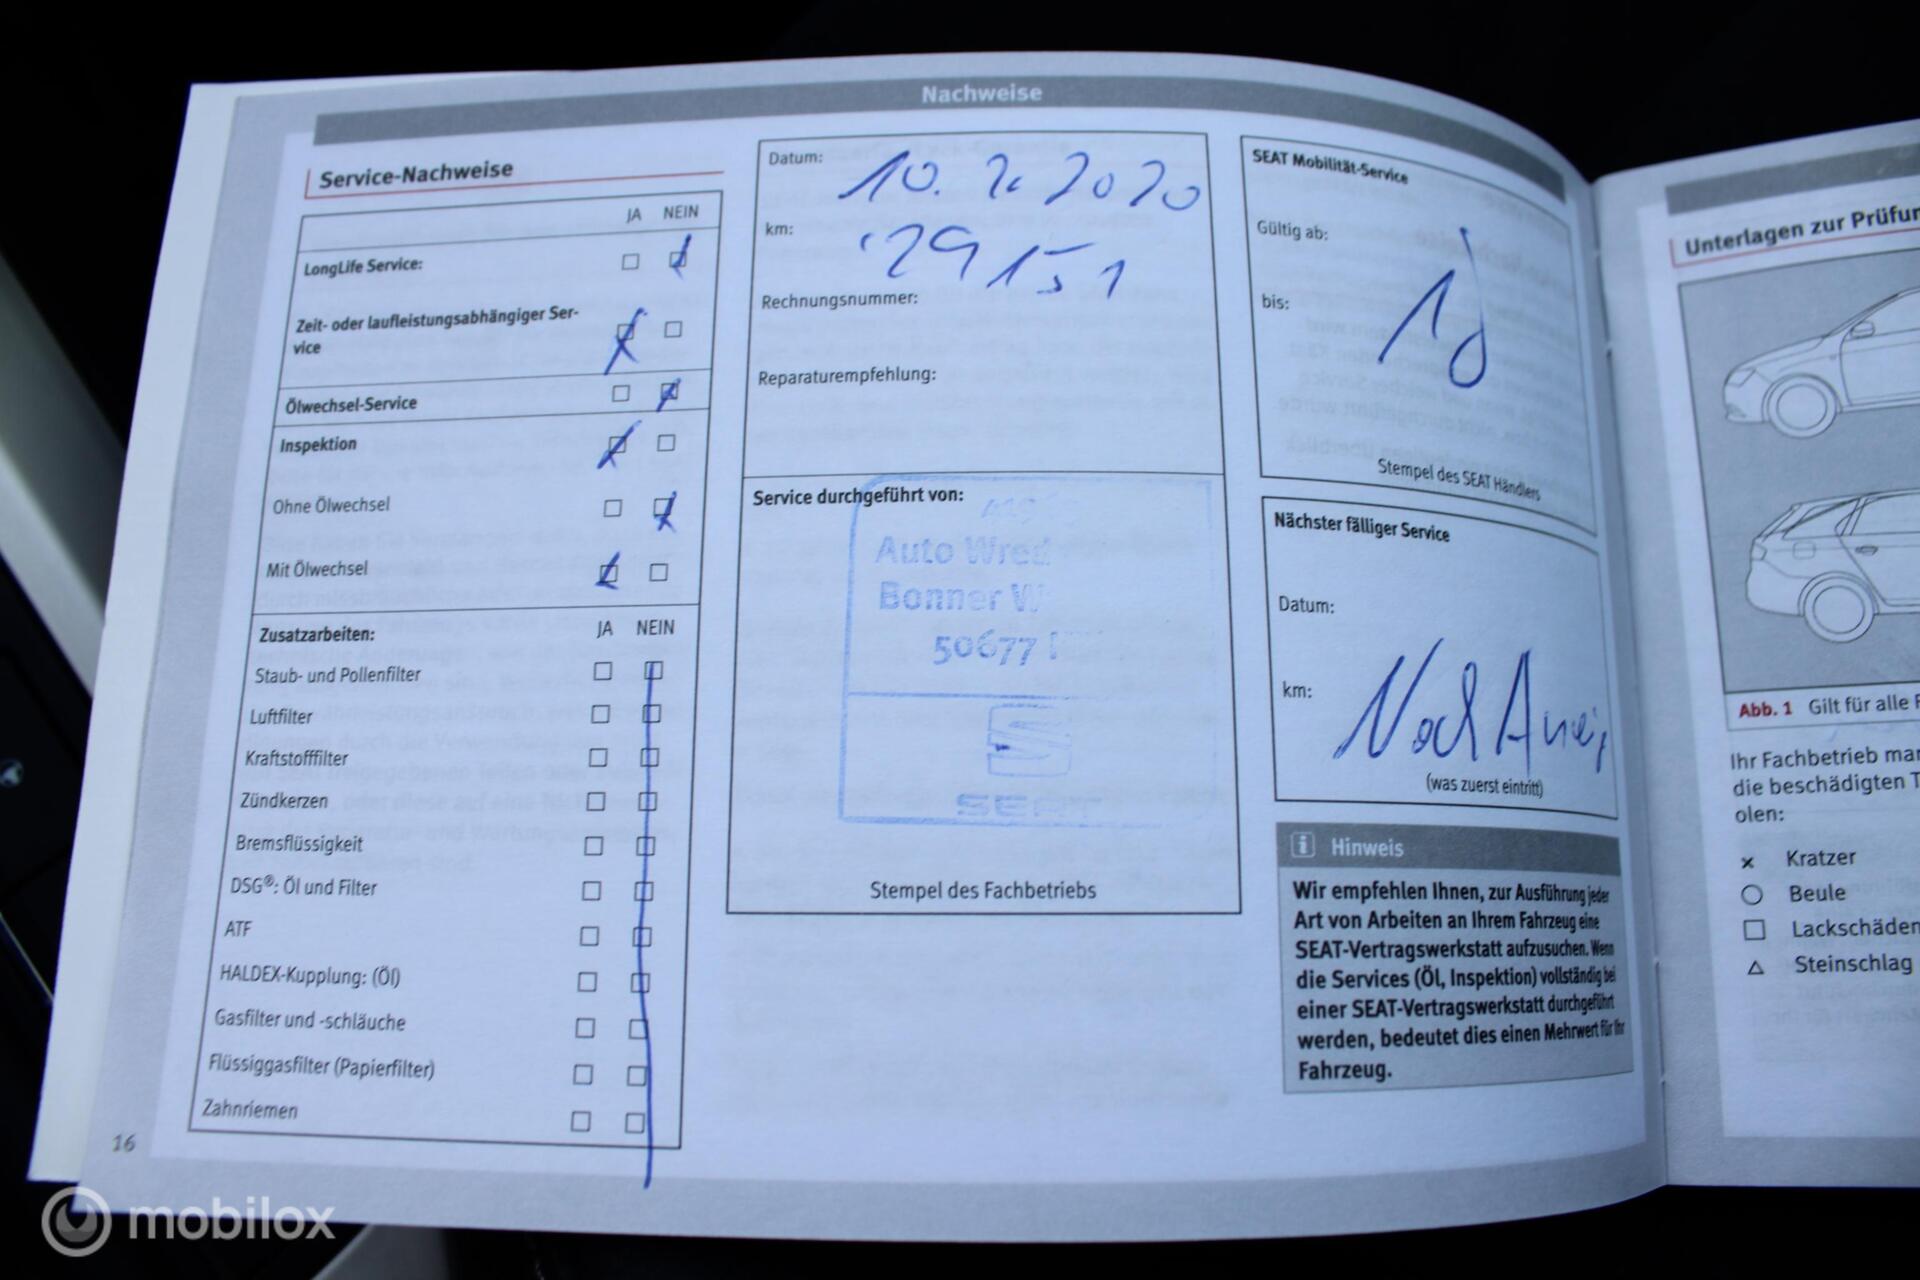 Nachweise
Service-Nachweise
JA NEIN
LongLife Service:
Zeit- oder laufleistungsabhängiger Ser-
vice
Ölwechsel-Service
Inspektion
Ohne Ölwechsel
Mit Ölwechsel
Zusatzarbeiten: JA NEIN
Staub- und Pollenfilter
Luftfilter
Kraftstofffilter
Zündkerzen
Bremsflüssigkeit
DSG®: Öl und Filter
ATF
HALDEX-Kupplung: (Öl)
Gasfilter und -schläuche
Flüssiggasfilter (Papierfilter)
Zahnriemen
16
Datum: 10. 2. 2020
km: 29151
Rechnungsnummer:
Reparaturempfehlung:
Service durchgeführt von:
Auto
Bonner
50677
SEAT
Stempel des Fachbetriebs
SEAT Mobilität-Service
Gültig ab:
bis:
Stempel des SEAT Händlers
Nächster fälliger Service
Datum:
km: Noch
(was zuerst eintritt)
i Hinweis
Wir empfehlen Ihnen, zur Ausführung jeder
Art von Arbeiten an Ihrem Fahrzeug eine
SEAT-Vertragswerkstatt aufzusuchen. Wenn
die Services (Öl, Inspektion) vollständig bei
einer SEAT-Vertragswerkstatt durchgeführt
werden, bedeutet dies einen Mehrwert für Ihr
Fahrzeug.
Unterlagen zur
Abb. 1 Gilt für alle
Ihr Fachbetrieb
die beschädigten
olen:
Kratzer
Beule
Lackschäden
Steinschlag
mobilox